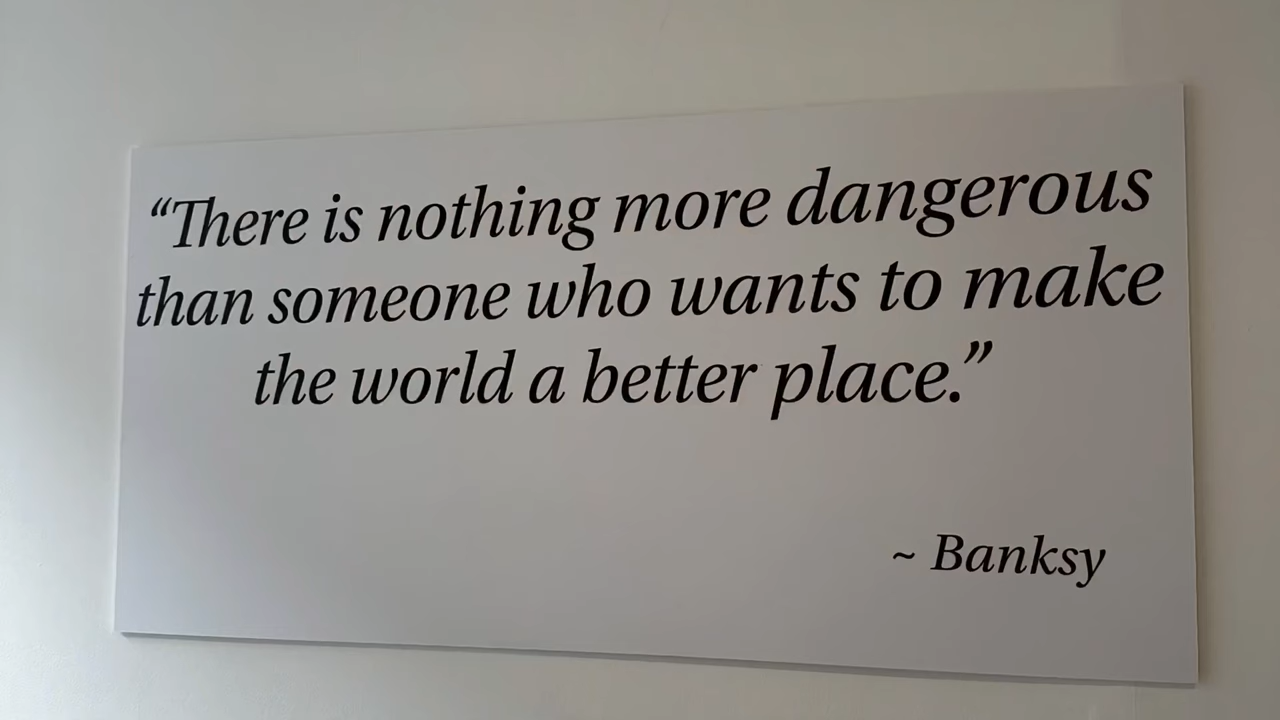 “There is nothing more dangerous
than someone who wants to make
the world a better place.”
~ Banksy